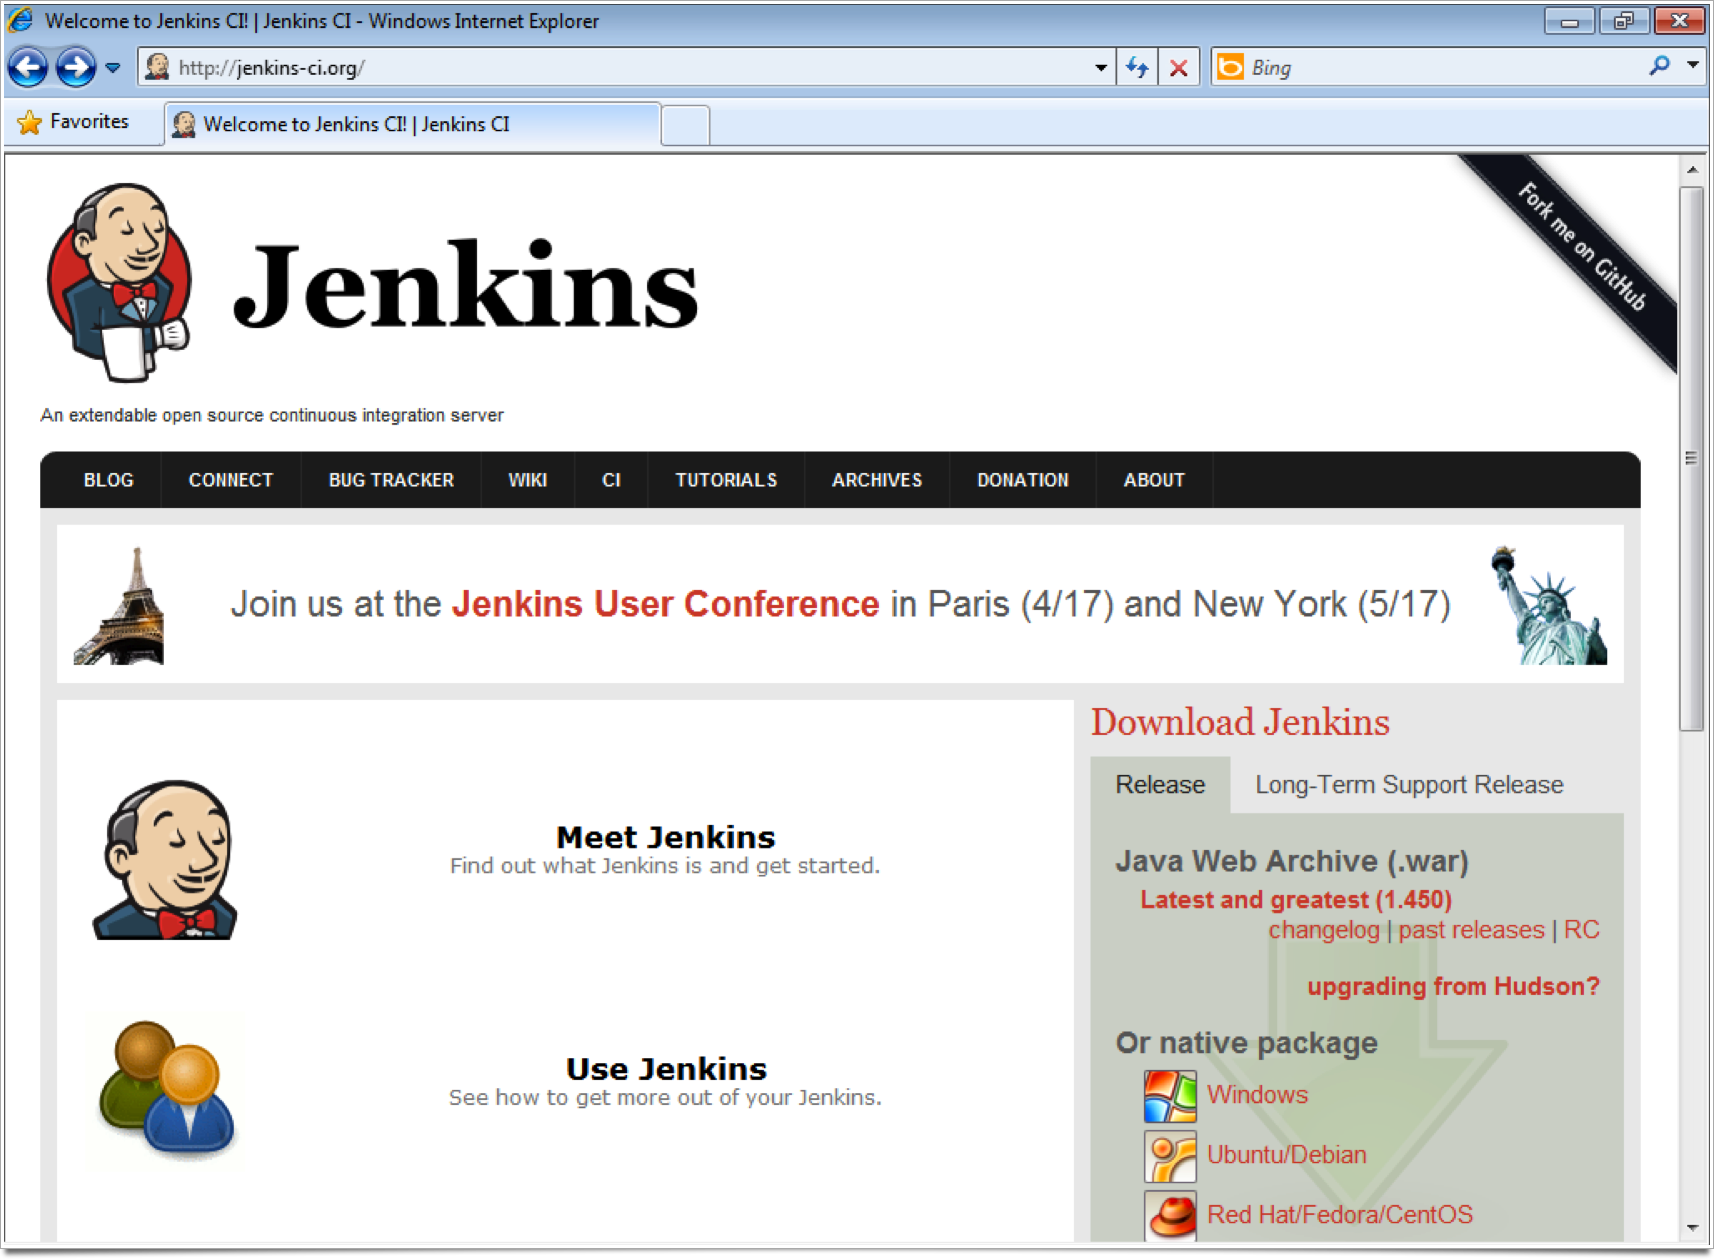 Welcome to Jenkins CI! | Jenkins CI - Windows Internet Explorer
http://jenkins-ci.org/
Bing
Favorites
Welcome to Jenkins CI! | Jenkins CI
Fork me on GitHub
Jenkins
An extendable open source continuous integration server
BLOG CONNECT BUG TRACKER WIKI CI TUTORIALS ARCHIVES DONATION ABOUT
Join us at the Jenkins User Conference in Paris (4/17) and New York (5/17)
Meet Jenkins
Find out what Jenkins is and get started.
Use Jenkins
See how to get more out of your Jenkins.
Download Jenkins
Release Long-Term Support Release
Java Web Archive (.war)
Latest and greatest (1.450)
changelog | past releases | RC
upgrading from Hudson?
Or native package
Windows
Ubuntu/Debian
Red Hat/Fedora/CentOS